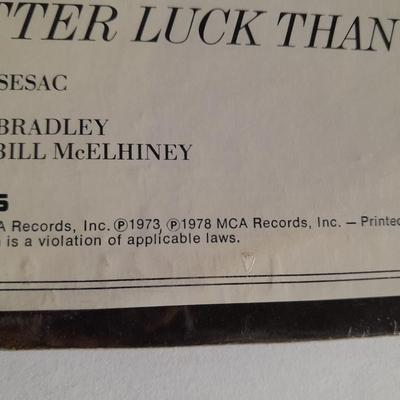 TTER LUCK THAN
SESAC
BRADLEY
BILL McELHINEY
S
A Records, Inc. ℗1973, ℗1978 MCA Records, Inc. — Printed
n is a violation of applicable laws.